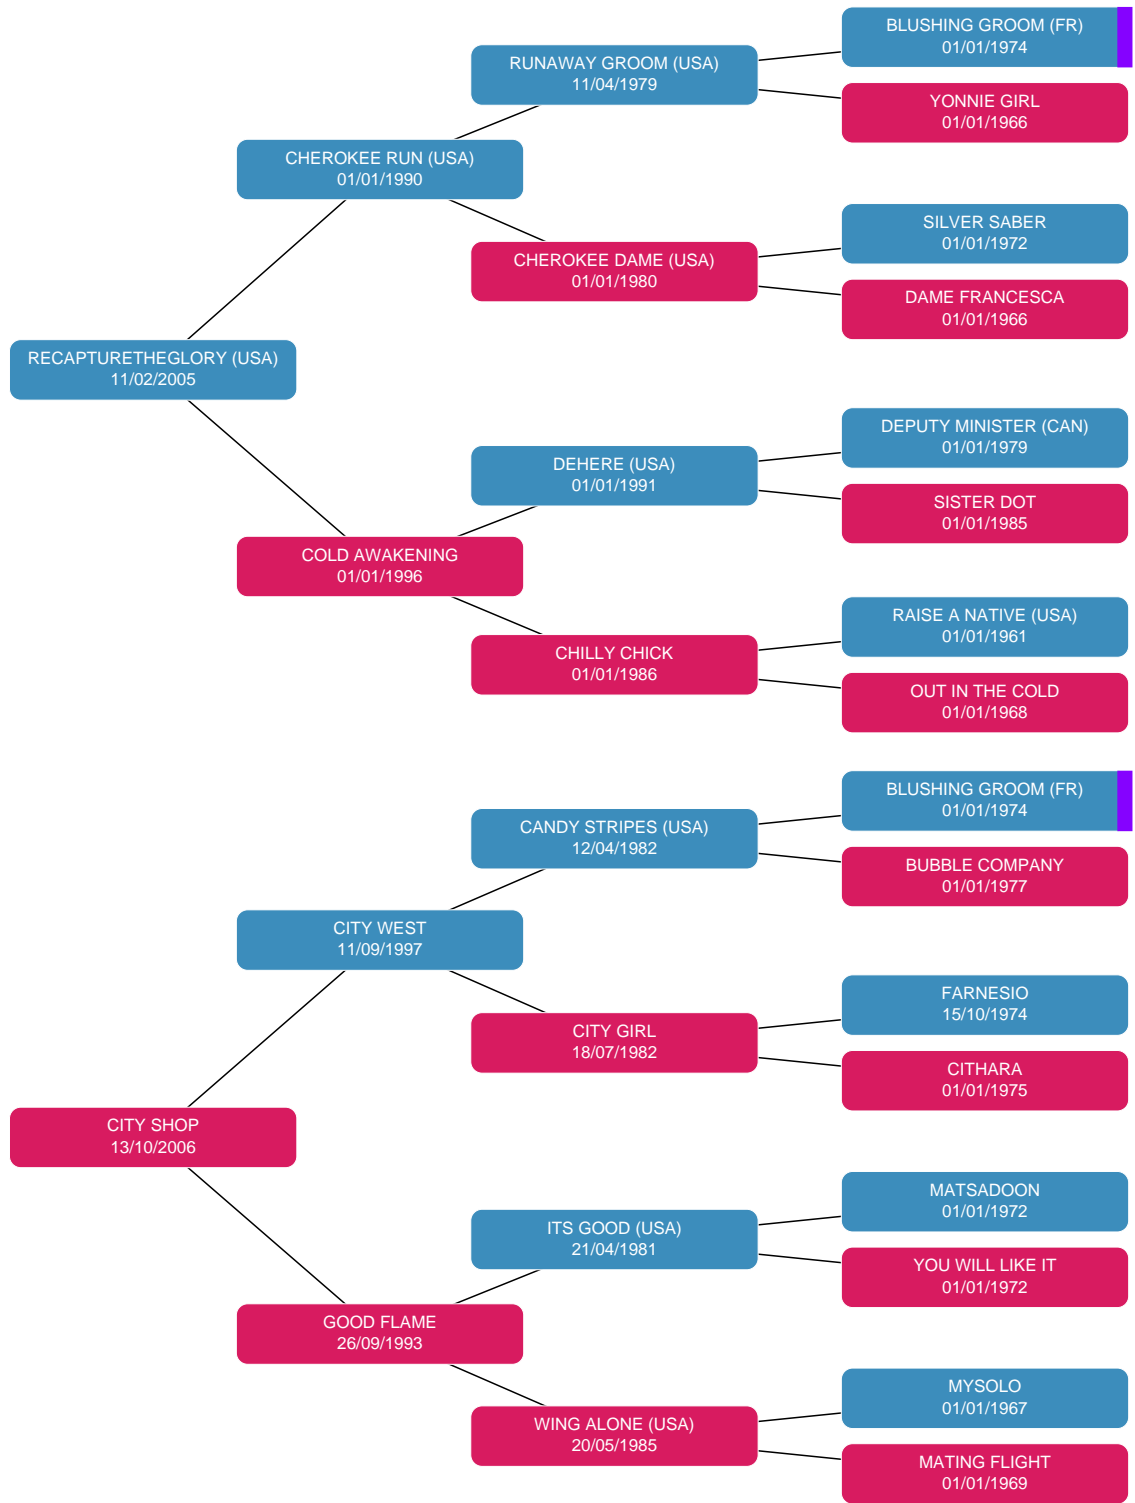 BLUSHING GROOM (FR)
01/01/1974
RUNAWAY GROOM (USA)
11/04/1979
YONNIE GIRL
01/01/1966
CHEROKEE RUN (USA)
01/01/1990
SILVER SABER
01/01/1972
CHEROKEE DAME (USA)
01/01/1980
DAME FRANCESCA
01/01/1966
RECAPTURETHEGLORY (USA)
11/02/2005
DEPUTY MINISTER (CAN)
01/01/1979
DEHERE (USA)
01/01/1991
SISTER DOT
01/01/1985
COLD AWAKENING
01/01/1996
RAISE A NATIVE (USA)
01/01/1961
CHILLY CHICK
01/01/1986
OUT IN THE COLD
01/01/1968
BLUSHING GROOM (FR)
01/01/1974
CANDY STRIPES (USA)
12/04/1982
BUBBLE COMPANY
01/01/1977
CITY WEST
11/09/1997
FARNESIO
15/10/1974
CITY GIRL
18/07/1982
CITHARA
01/01/1975
CITY SHOP
13/10/2006
MATSADOON
01/01/1972
ITS GOOD (USA)
21/04/1981
YOU WILL LIKE IT
01/01/1972
GOOD FLAME
26/09/1993
MYSOLO
01/01/1967
WING ALONE (USA)
20/05/1985
MATING FLIGHT
01/01/1969